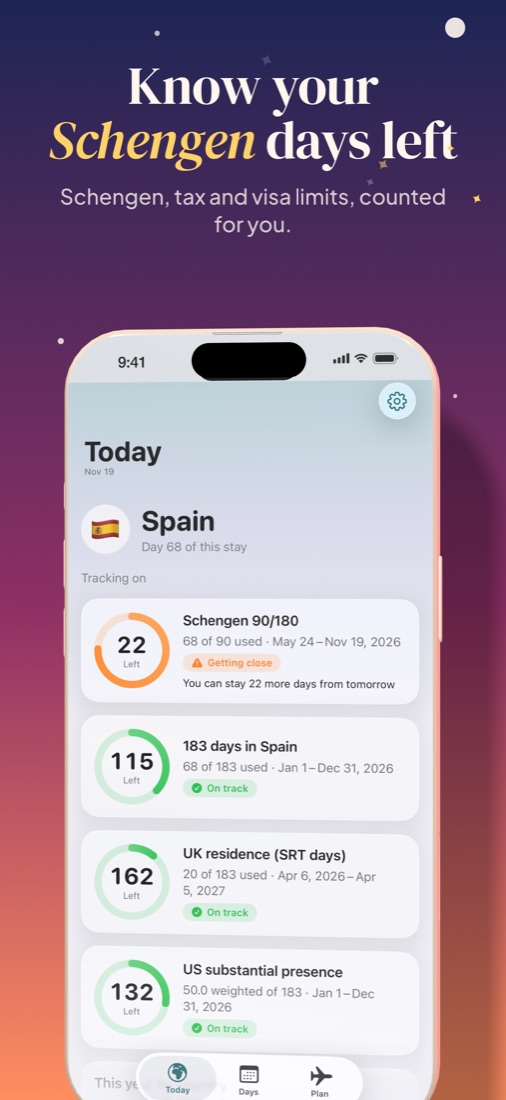 Know your
Schengen days left
Schengen, tax and visa limits, counted
for you.
9:41
Today
Nov 19
Spain
Day 68 of this stay
Tracking on
22
Left
Schengen 90/180
68 of 90 used · May 24 – Nov 19, 2026
Getting close
You can stay 22 more days from tomorrow
115
Left
183 days in Spain
68 of 183 used · Jan 1 – Dec 31, 2026
On track
162
Left
UK residence (SRT days)
20 of 183 used · Apr 6, 2026 – Apr
5, 2027
On track
132
Left
US substantial presence
50.0 weighted of 183 · Jan 1 – Dec
31, 2026
On track
This
Today
Days
Plan